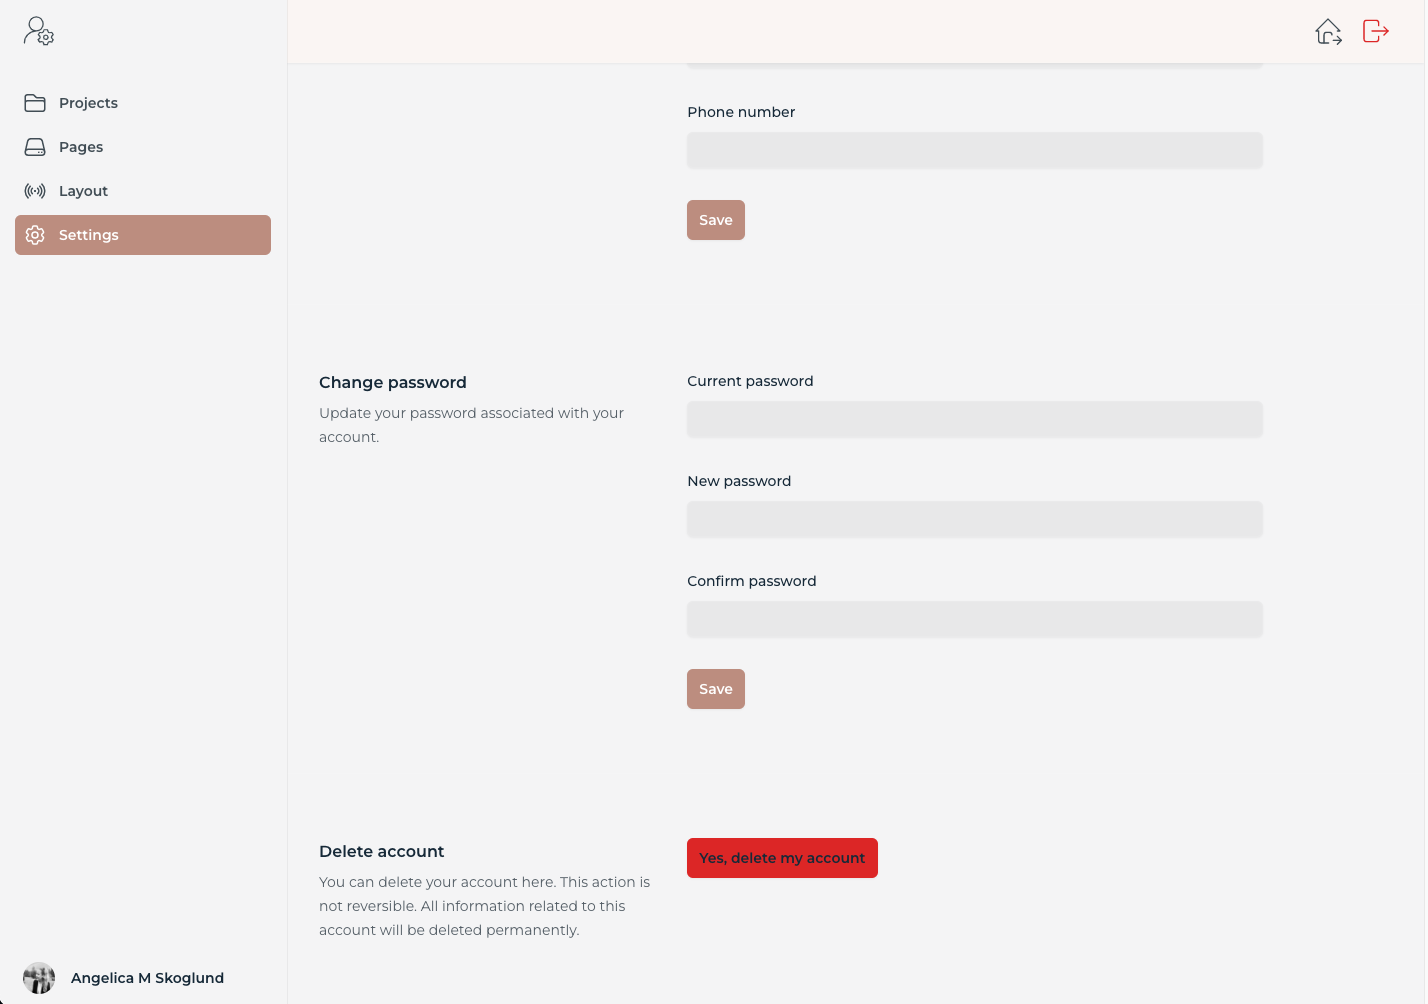 Projects
Pages
Layout
Settings
Phone number
Save
Change password
Update your password associated with your
account.
Current password
New password
Confirm password
Save
Delete account
You can delete your account here. This action is
not reversible. All information related to this
account will be deleted permanently.
Yes, delete my account
Angelica M Skoglund